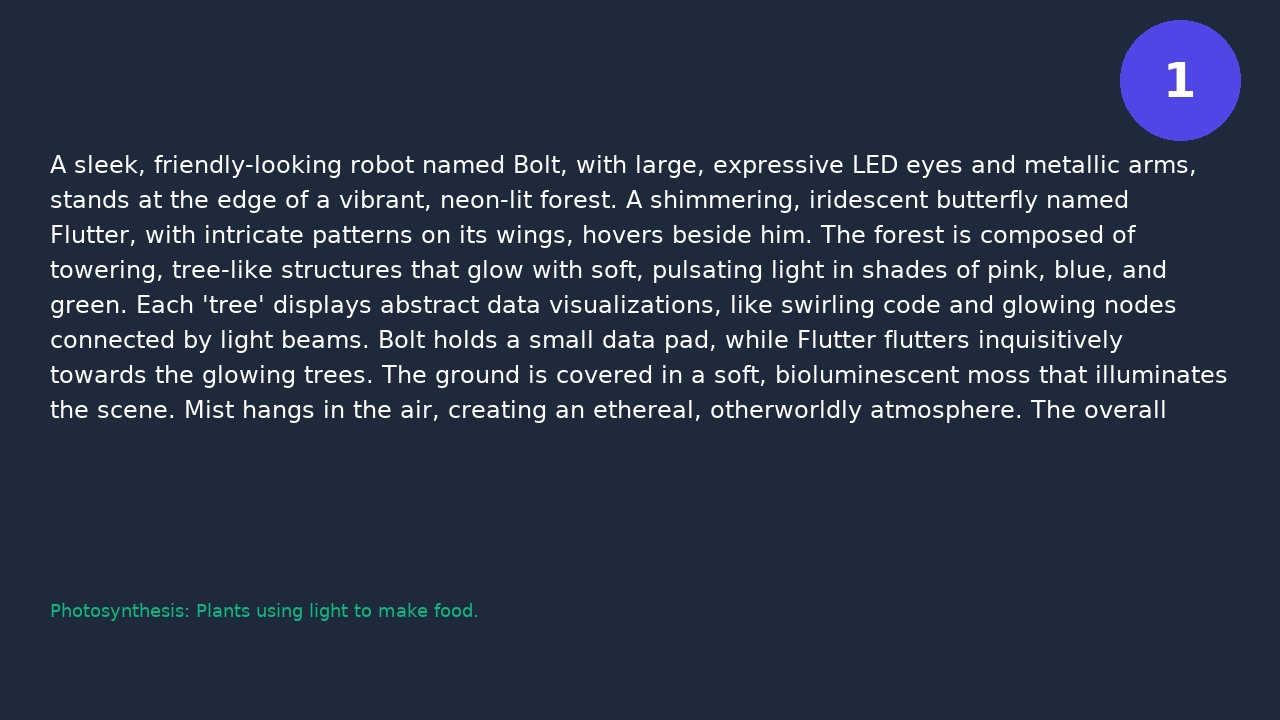 1
A sleek, friendly-looking robot named Bolt, with large, expressive LED eyes and metallic arms,
stands at the edge of a vibrant, neon-lit forest. A shimmering, iridescent butterfly named
Flutter, with intricate patterns on its wings, hovers beside him. The forest is composed of
towering, tree-like structures that glow with soft, pulsating light in shades of pink, blue, and
green. Each 'tree' displays abstract data visualizations, like swirling code and glowing nodes
connected by light beams. Bolt holds a small data pad, while Flutter flutters inquisitively
towards the glowing trees. The ground is covered in a soft, bioluminescent moss that illuminates
the scene. Mist hangs in the air, creating an ethereal, otherworldly atmosphere. The overall
Photosynthesis: Plants using light to make food.